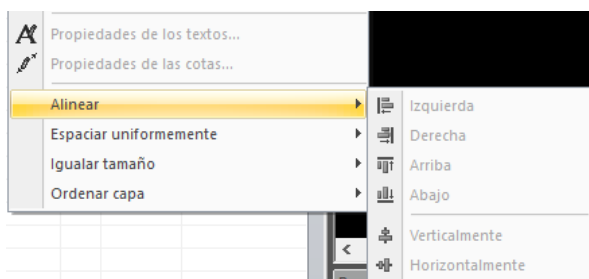 Propiedades de los textos...
Propiedades de las cotas...
Alinear
Espaciar uniformemente
Igualar tamaño
Ordenar capa
Izquierda
Derecha
Arriba
Abajo
Verticalmente
Horizontalmente